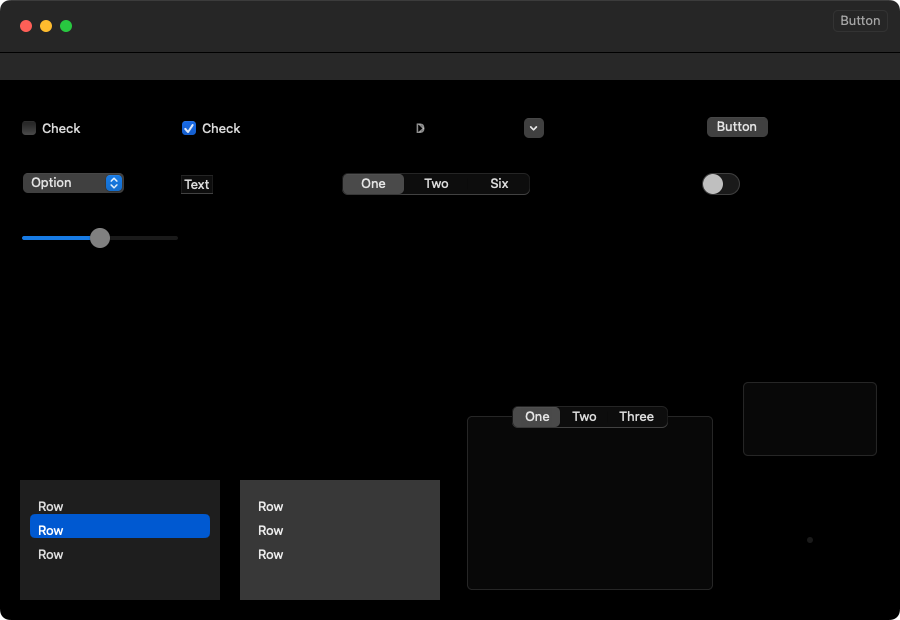 Button
Check
Check
D
Button
Option
Text
One
Two
Six
One
Two
Three
Row
Row
Row
Row
Row
Row